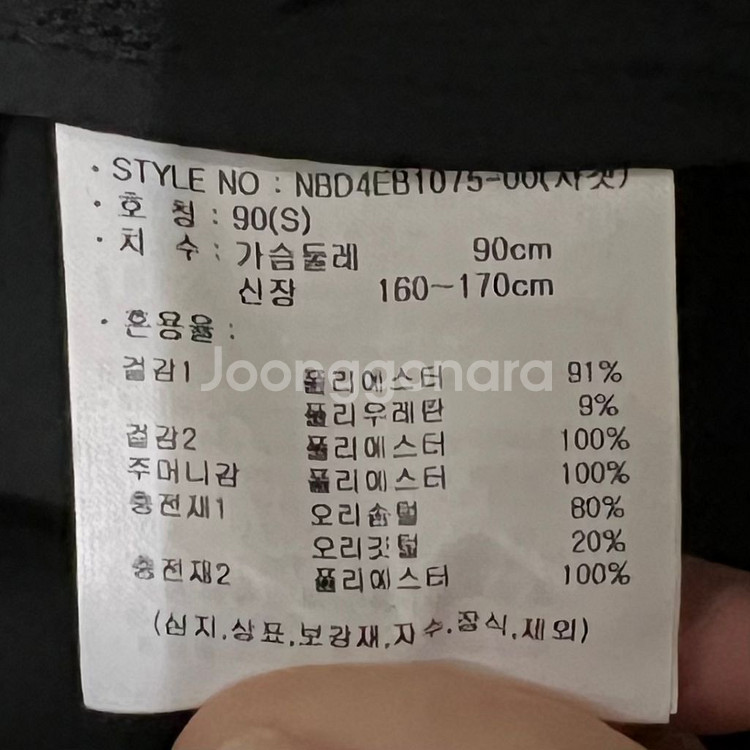 · STYLE NO : NBD4EB1075-00(자켓)
· 호 칭 : 90(S)
· 치 수 : 가슴둘레 90cm
신장 160~170cm
· 혼용율 :
겉감1 폴리에스터 91%
폴리우레탄 9%
겉감2 폴리에스터 100%
주머니감 폴리에스터 100%
충전재1 오리솜털 80%
오리깃털 20%
충전재2 폴리에스터 100%
(심지,상표,보강재,자수.장식,제외)
Joonggonara